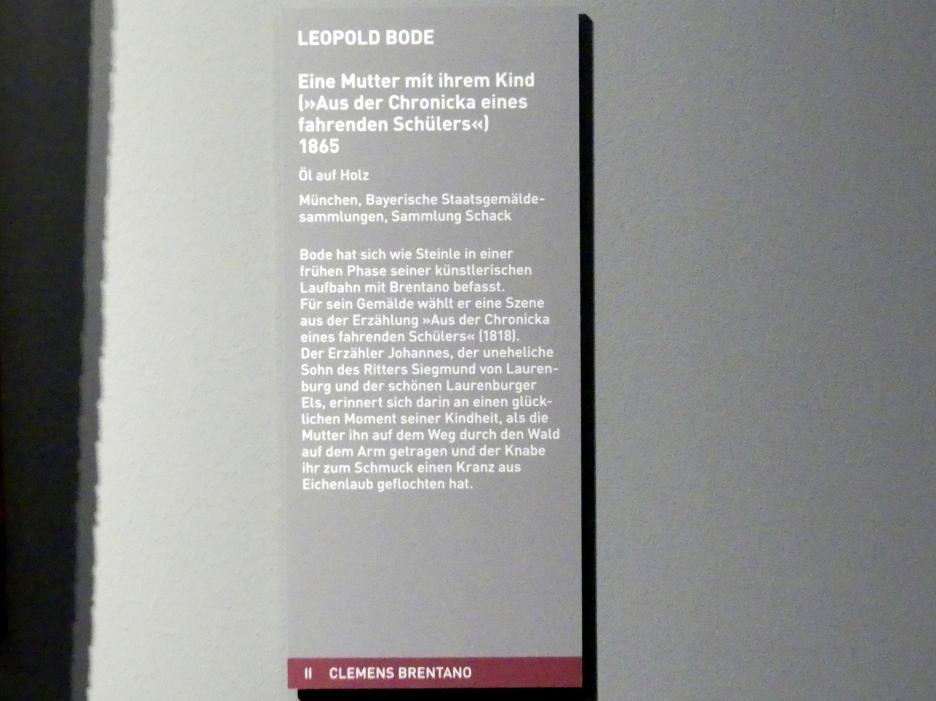 LEOPOLD BODE
Eine Mutter mit ihrem Kind
(»Aus der Chronicka eines
fahrenden Schülers«)
1865
Öl auf Holz
München, Bayerische Staatsgemälde-
sammlungen, Sammlung Schack
Bode hat sich wie Steinle in einer
frühen Phase seiner künstlerischen
Laufbahn mit Brentano befasst.
Für sein Gemälde wählt er eine Szene
aus der Erzählung »Aus der Chronicka
eines fahrenden Schülers« (1818).
Der Erzähler Johannes, der uneheliche
Sohn des Ritters Siegmund von Lauren-
burg und der schönen Laurenburger
Els, erinnert sich darin an einen glück-
lichen Moment seiner Kindheit, als die
Mutter ihn auf dem Weg durch den Wald
auf dem Arm getragen und der Knabe
ihr zum Schmuck einen Kranz aus
Eichenlaub geflochten hat.
II CLEMENS BRENTANO